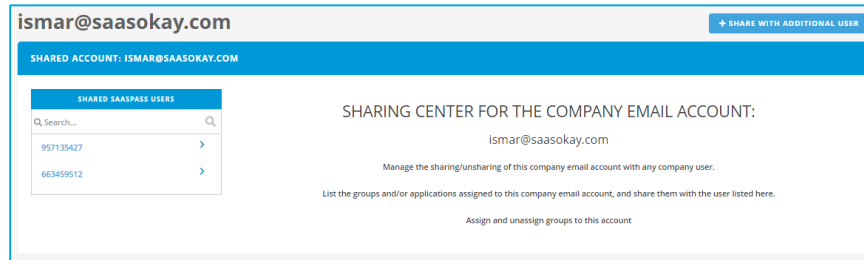 ismar@saasokay.com
+ SHARE WITH ADDITIONAL USER
SHARED ACCOUNT: ISMAR@SAASOKAY.COM
SHARED SAASPASS USERS
Search...
957135427
663459512
SHARING CENTER FOR THE COMPANY EMAIL ACCOUNT:
ismar@saasokay.com
Manage the sharing/unsharing of this company email account with any company user.
List the groups and/or applications assigned to this company email account, and share them with the user listed here.
Assign and unassign groups to this account